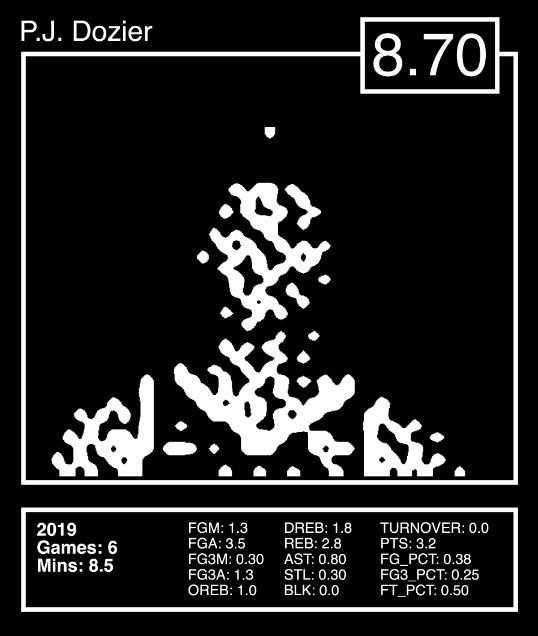 P.J. Dozier
8.70
2019
Games: 6
Mins: 8.5
FGM: 1.3
FGA: 3.5
FG3M: 0.30
FG3A: 1.3
OREB: 1.0
DREB: 1.8
REB: 2.8
AST: 0.80
STL: 0.30
BLK: 0.0
TURNOVER: 0.0
PTS: 3.2
FG_PCT: 0.38
FG3_PCT: 0.25
FT_PCT: 0.50